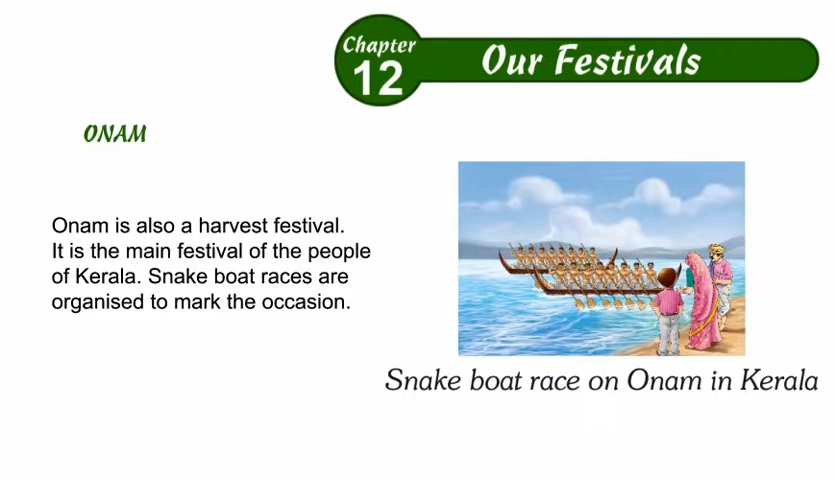 Chapter
12
Our Festivals
ONAM
Onam is also a harvest festival.
It is the main festival of the people
of Kerala. Snake boat races are
organised to mark the occasion.
Snake boat race on Onam in Kerala